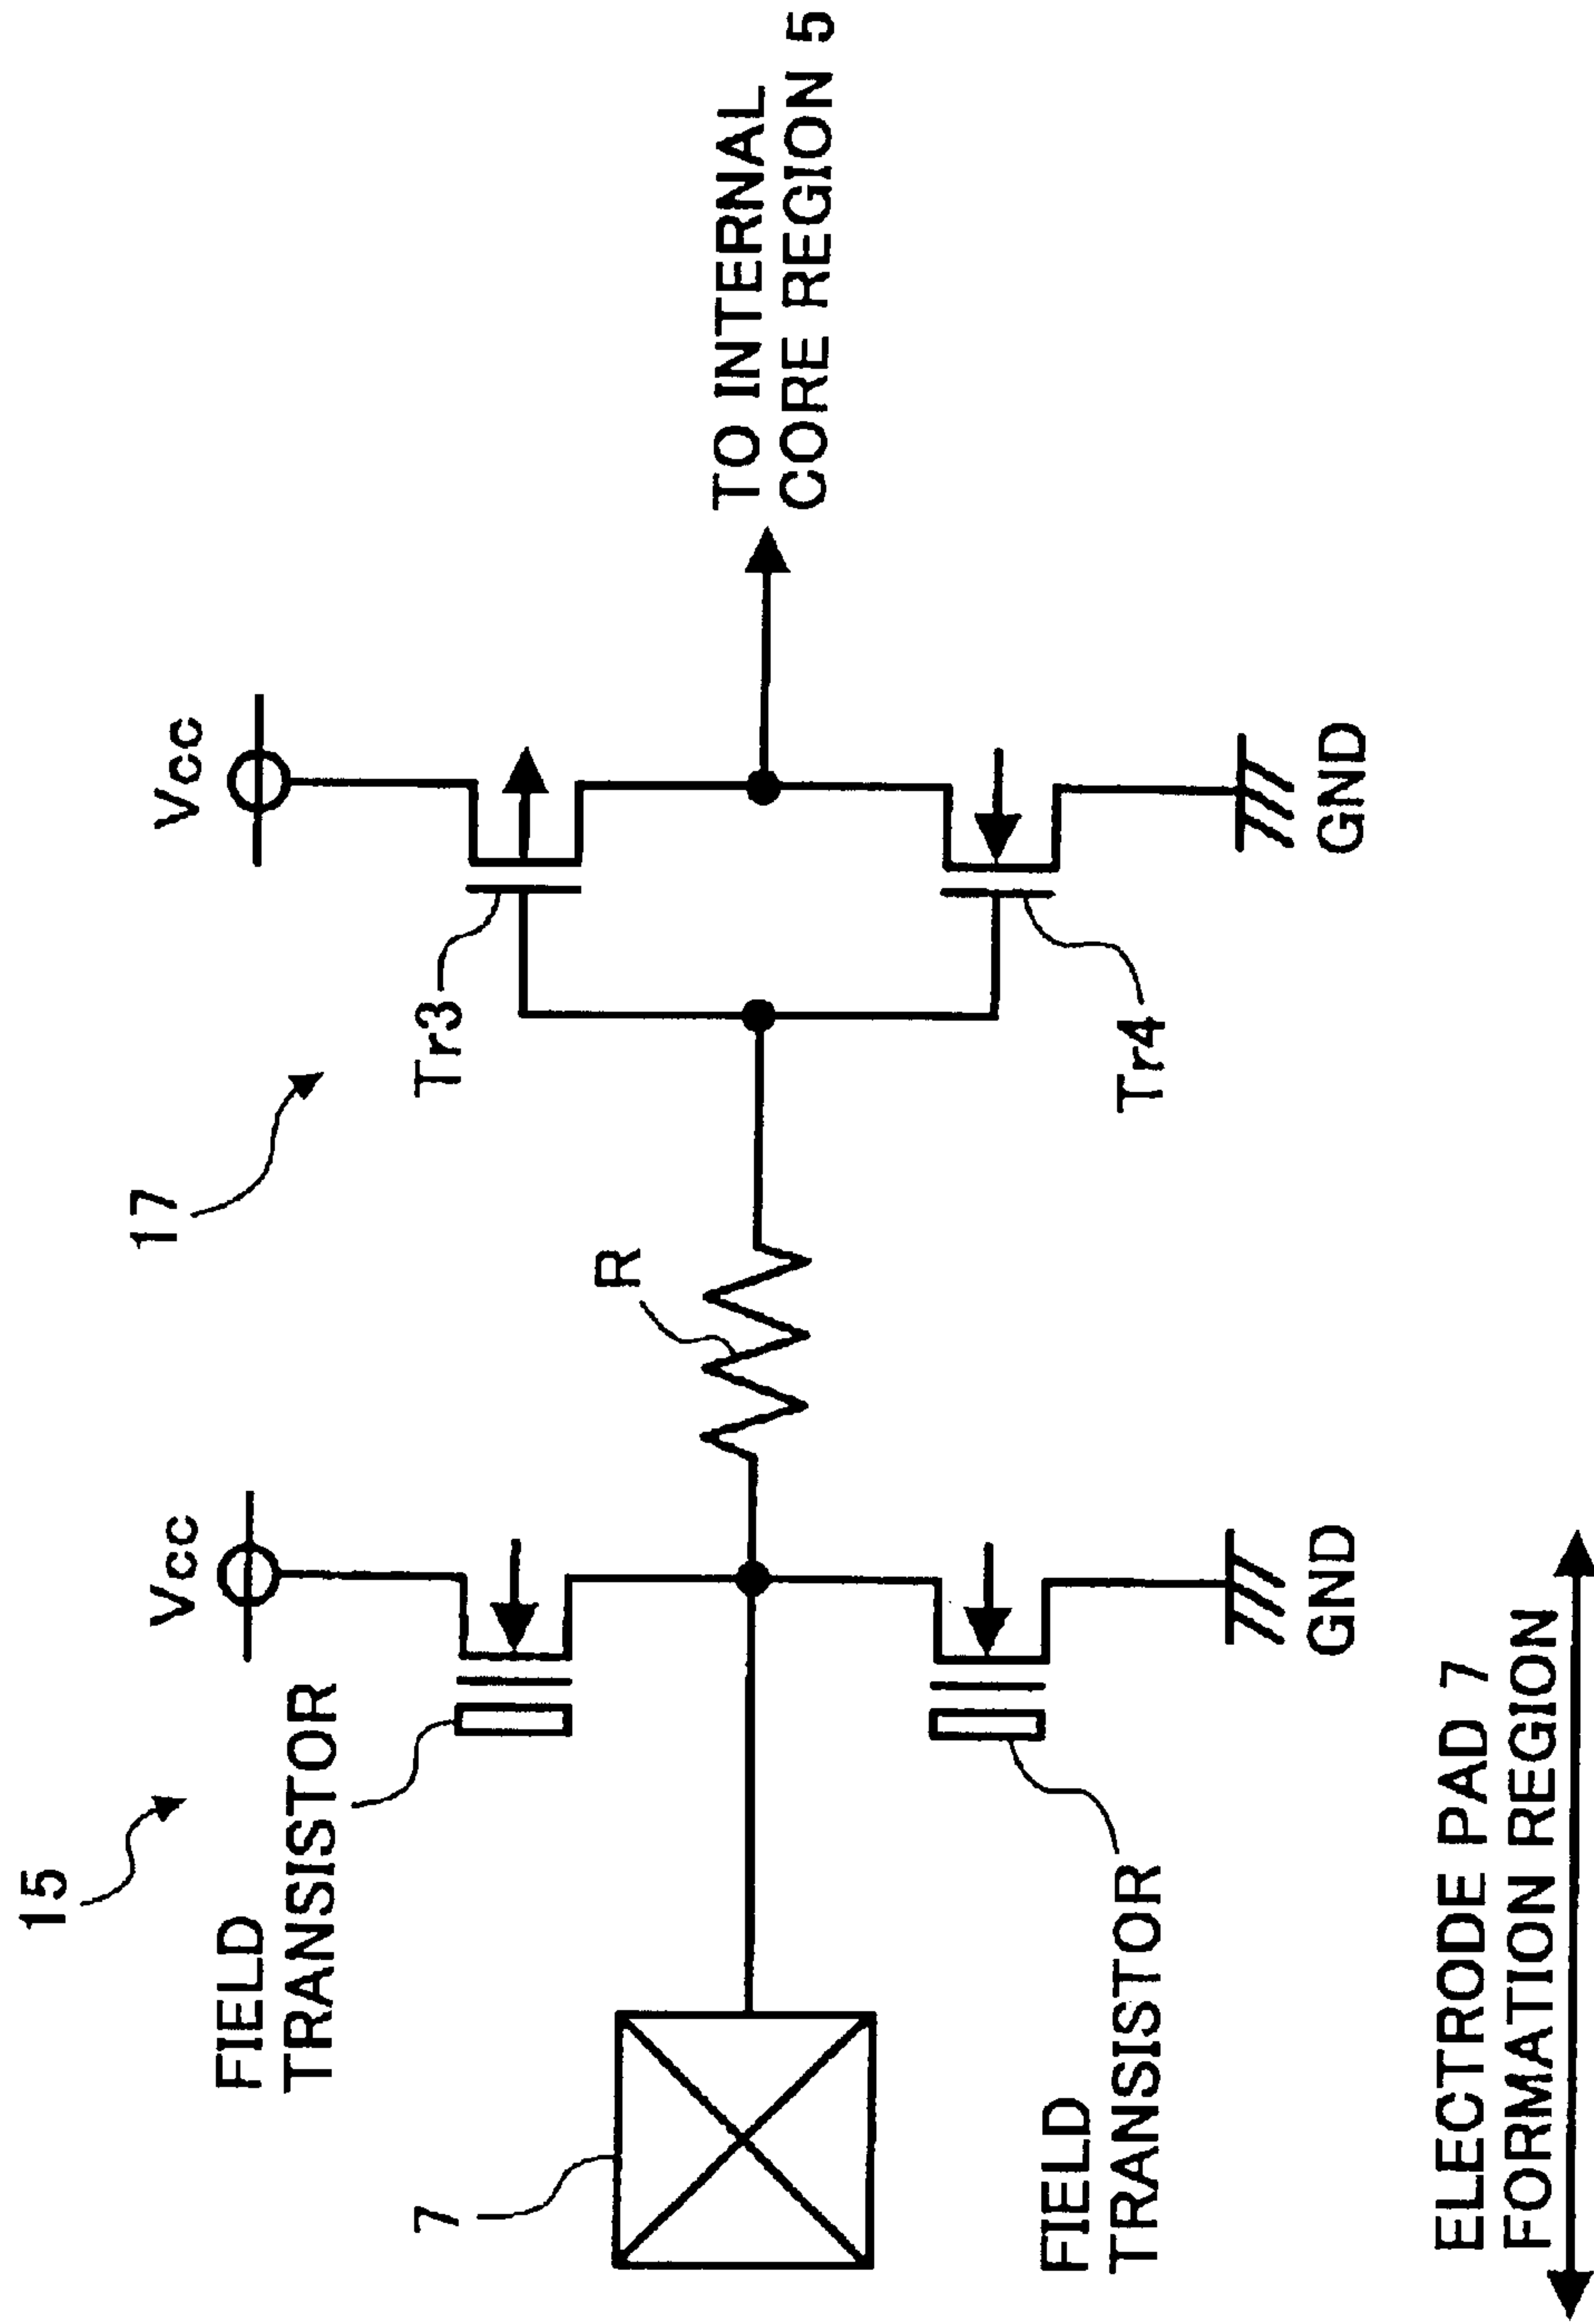 15
17
Vcc
Vcc
FIELD
TRANSISTOR
Tr3
7
R
TO INTERNAL
CORE REGION 5
FIELD
TRANSISTOR
Tr4
GND
GND
ELECTRODE PAD 7
FORMATION REGION